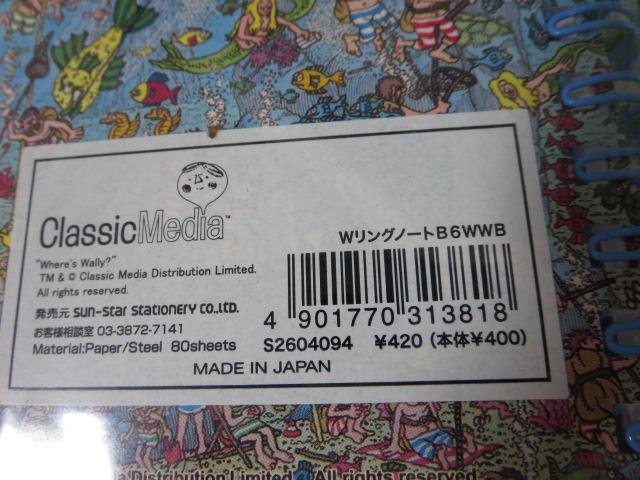 ClassicMedia™
"Where's Wally?"
TM & © Classic Media Distribution Limited.
All rights reserved.
発売元 sun-star stationery co.,ltd.
お客様相談室 03-3872-7141
Material:Paper/Steel 80sheets
WリングノートB6WWB
4 901770 313818
S2604094 ¥420 (本体¥400)
MADE IN JAPAN
Distribution Limited. All rights reserved.